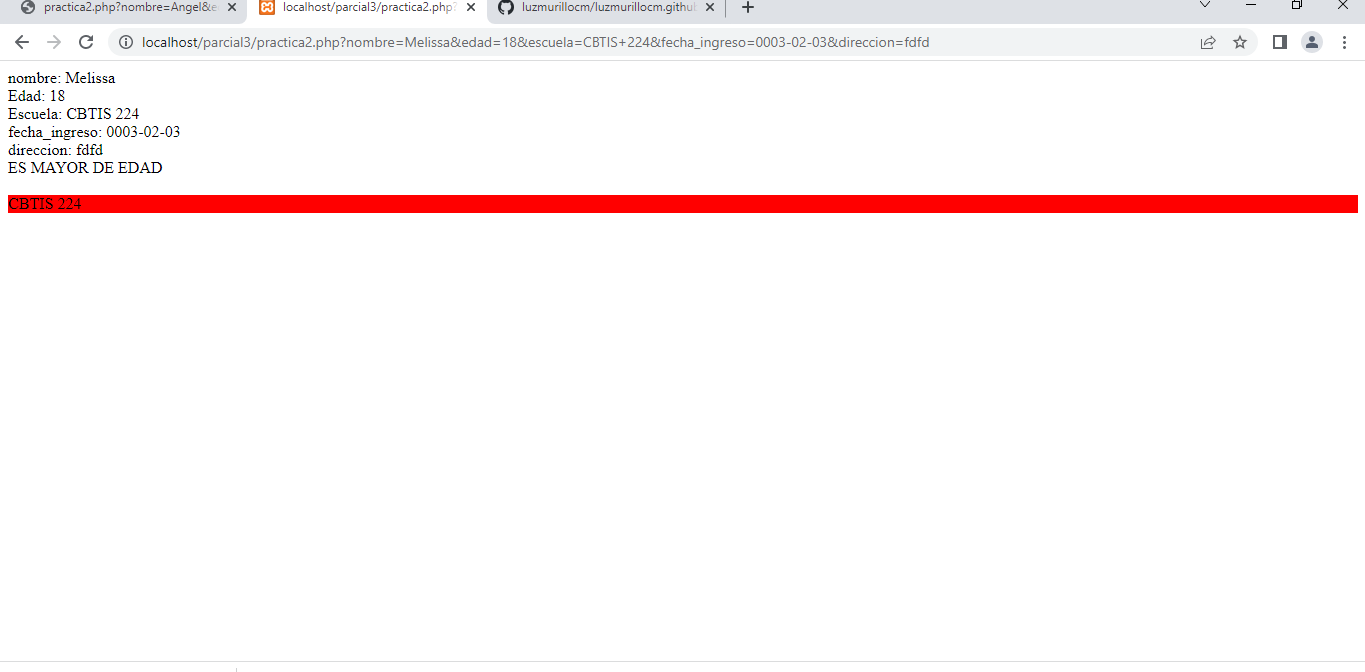 practica2.php?nombre=Angel&e
localhost/parcial3/practica2.php?
luzmurillocm/luzmurillocm.githu
localhost/parcial3/practica2.php?nombre=Melissa&edad=18&escuela=CBTIS+224&fecha_ingreso=0003-02-03&direccion=fdfd
nombre: Melissa
Edad: 18
Escuela: CBTIS 224
fecha_ingreso: 0003-02-03
direccion: fdfd
ES MAYOR DE EDAD
CBTIS 224